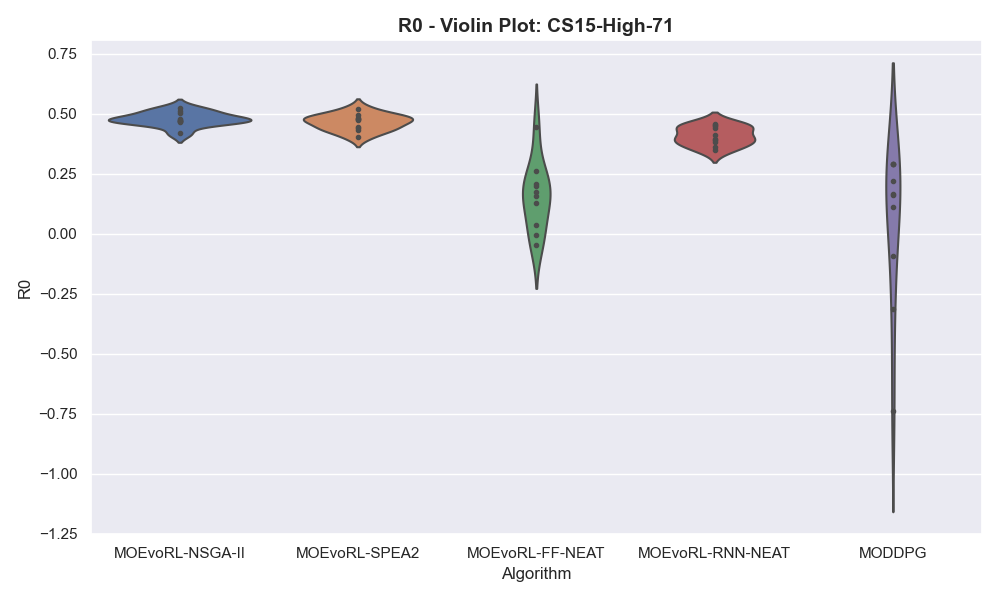 R0 - Violin Plot: CS15-High-71
0.75
0.50
0.25
0.00
−0.25
−0.50
−0.75
−1.00
−1.25
R0
MOEvoRL-NSGA-II MOEvoRL-SPEA2 MOEvoRL-FF-NEAT MOEvoRL-RNN-NEAT MODDPG
Algorithm